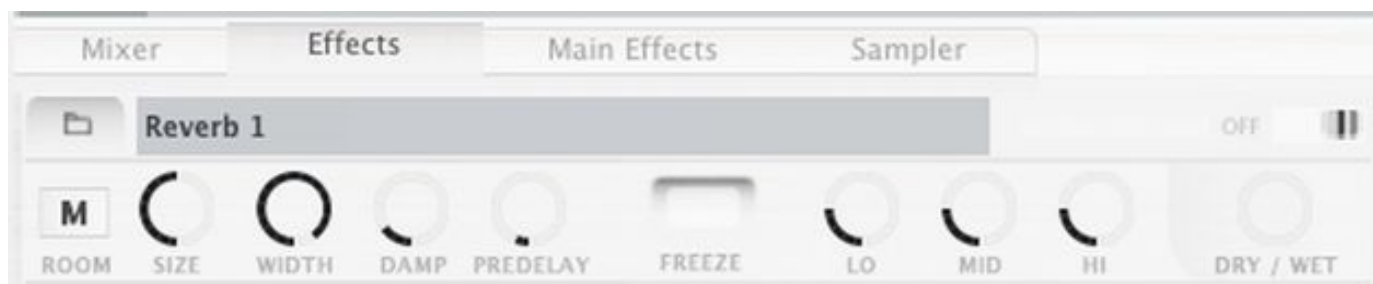 Mixer Effects Main Effects Sampler
Reverb 1 OFF
M
ROOM SIZE WIDTH DAMP PREDELAY FREEZE LO MID HI DRY / WET